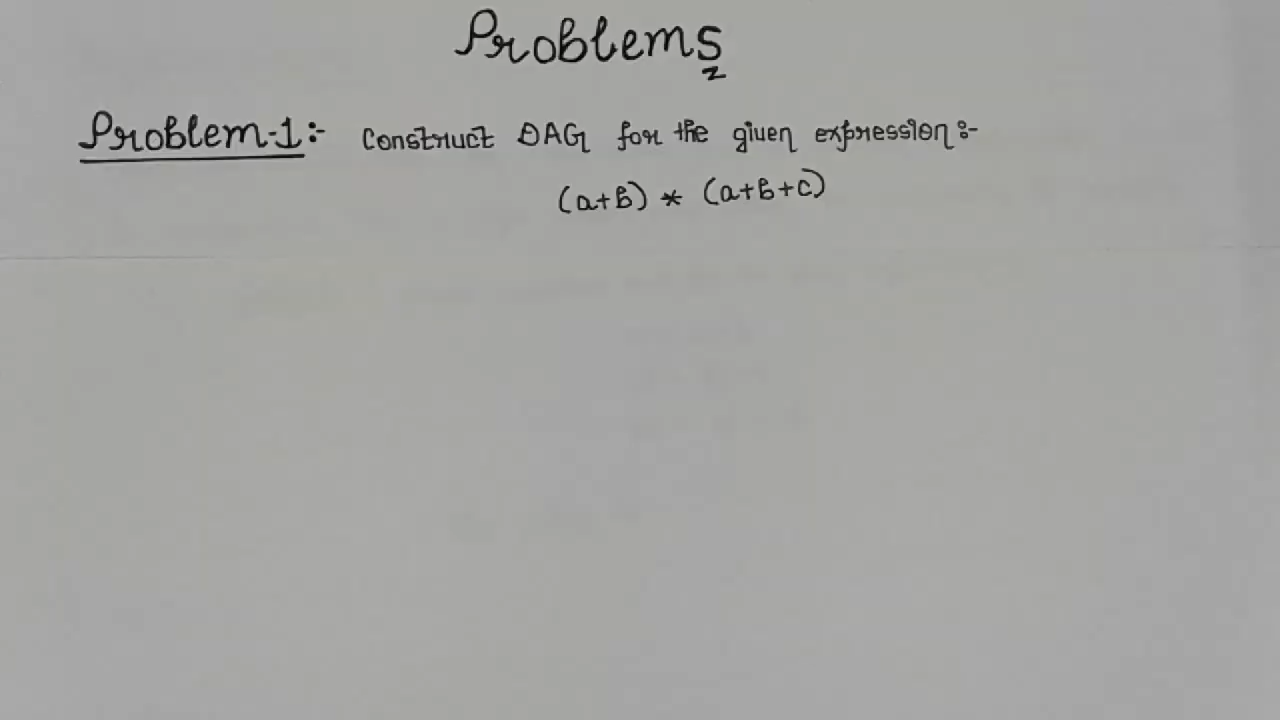 Problems
Problem-1:- Construct DAG for the given expression:-
(a+b) * (a+b+c)